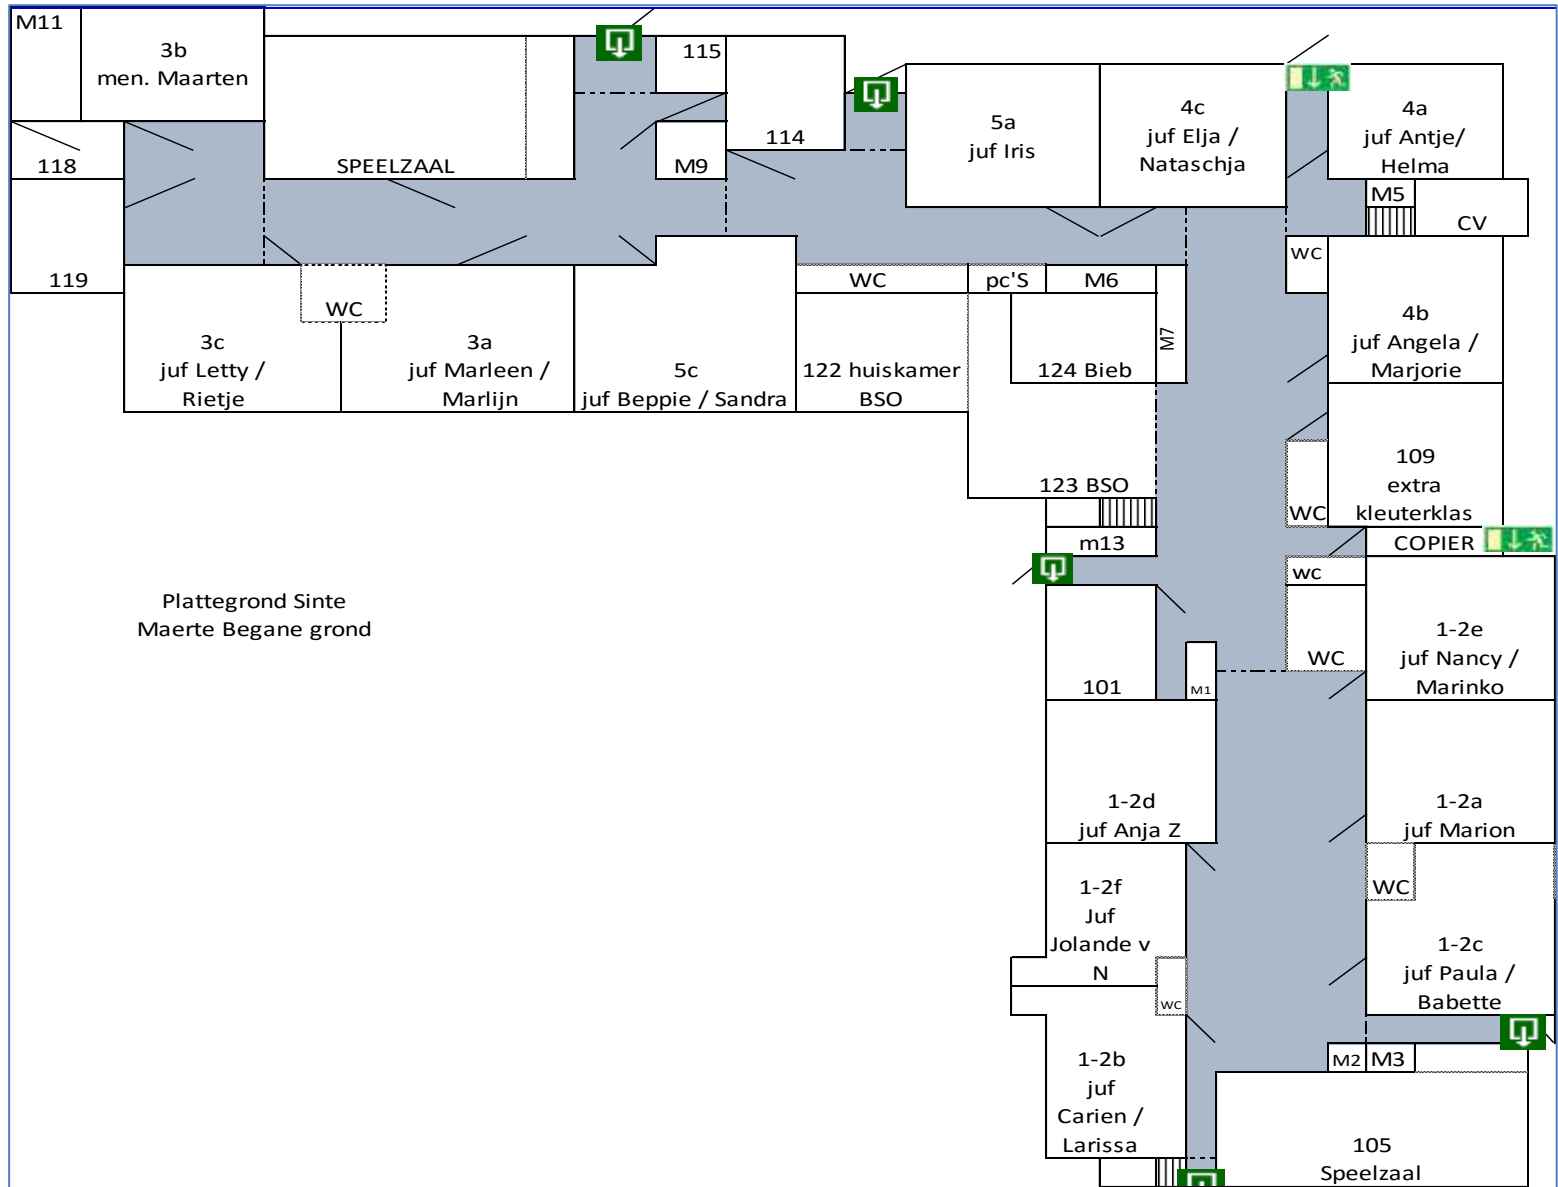 M11
3b
men. Maarten
118
119
SPEELZAAL
115
M9
114
5a
juf Iris
4c
juf Elja /
Nataschja
4a
juf Antje/
Helma
M5
CV
WC
3c
juf Letty /
Rietje
WC
3a
juf Marleen /
Marlijn
5c
juf Beppie / Sandra
WC
122 huiskamer
BSO
pc'S
M6
M7
124 Bieb
123 BSO
4b
juf Angela /
Marjorie
109
extra
kleuterklas
WC
COPIER
m13
wc
WC
Plattegrond Sinte
Maerte Begane grond
101
M1
1-2e
juf Nancy /
Marinko
1-2d
juf Anja Z
1-2a
juf Marion
1-2f
Juf
Jolande v
N
WC
WC
1-2c
juf Paula /
Babette
1-2b
juf
Carien /
Larissa
M2
M3
105
Speelzaal